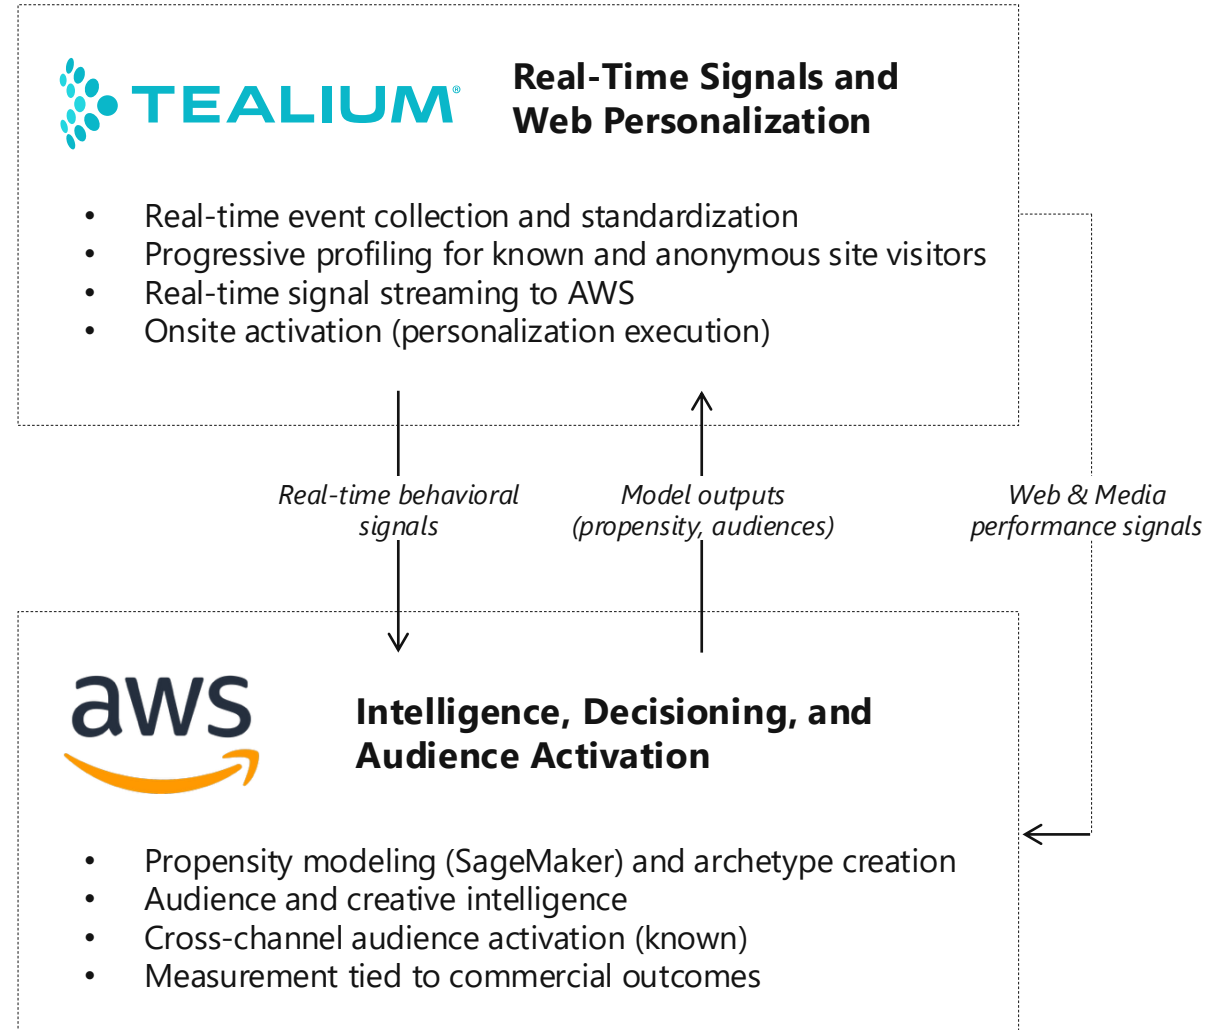 TEALIUM®
Real-Time Signals and
Web Personalization
• Real-time event collection and standardization
• Progressive profiling for known and anonymous site visitors
• Real-time signal streaming to AWS
• Onsite activation (personalization execution)
Real-time behavioral
signals
Model outputs
(propensity, audiences)
Web & Media
performance signals
aws
Intelligence, Decisioning, and
Audience Activation
• Propensity modeling (SageMaker) and archetype creation
• Audience and creative intelligence
• Cross-channel audience activation (known)
• Measurement tied to commercial outcomes